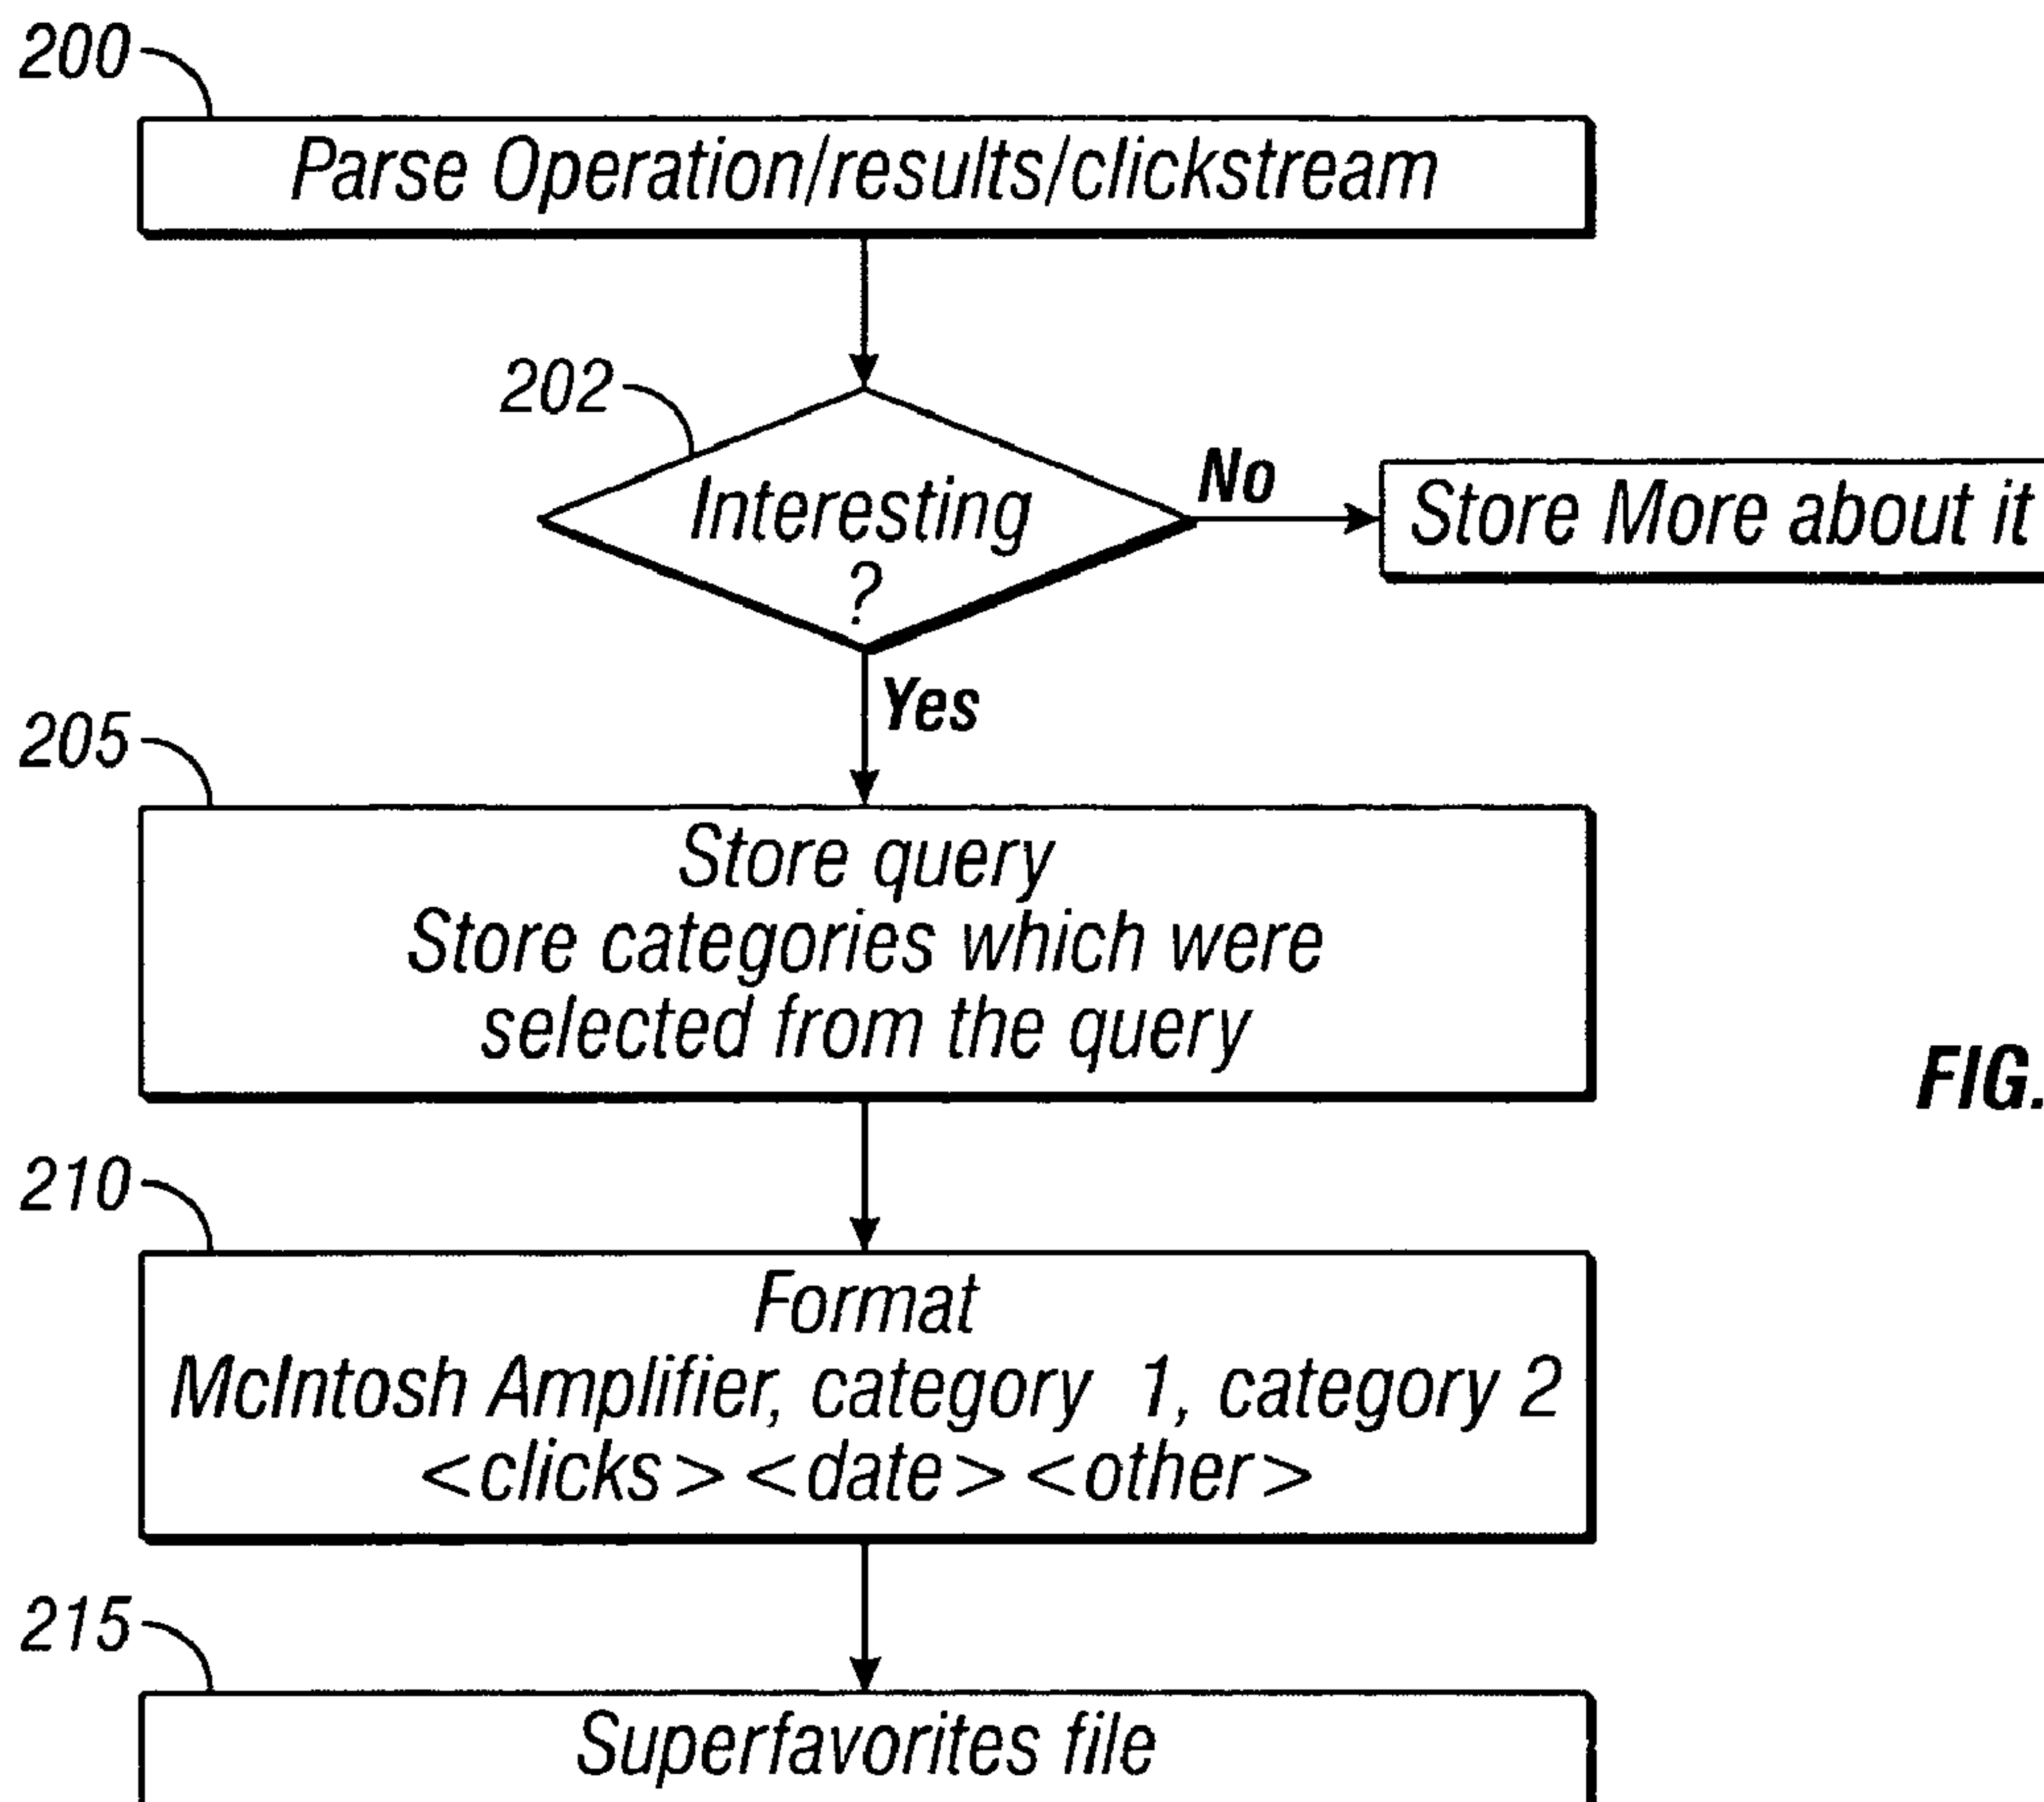 200
Parse Operation/results/clickstream
202
Interesting
?
No
Store More about it
Yes
205
Store query
Store categories which were
selected from the query
FIG.
210
Format
McIntosh Amplifier, category 1, category 2
<clicks> <date> <other>
215
Superfavorites file